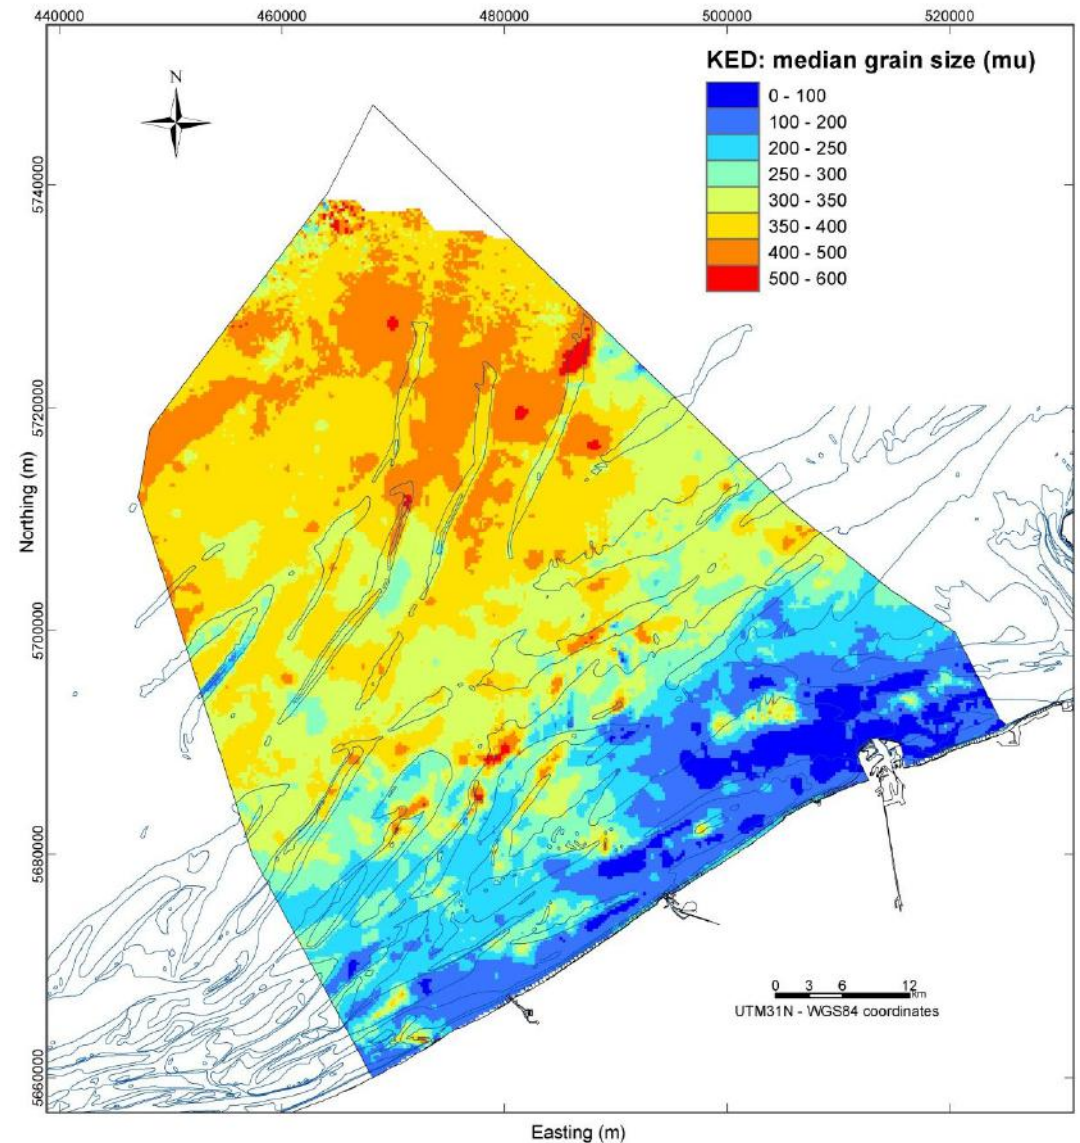 440000 460000 480000 500000 520000
KED: median grain size (mu)
N
0 - 100
100 - 200
200 - 250
250 - 300
300 - 350
350 - 400
400 - 500
500 - 600
5740000
5720000
Northing (m)
5700000
5680000
5660000
0 3 6 12
km
UTM31N - WGS84 coordinates
Easting (m)